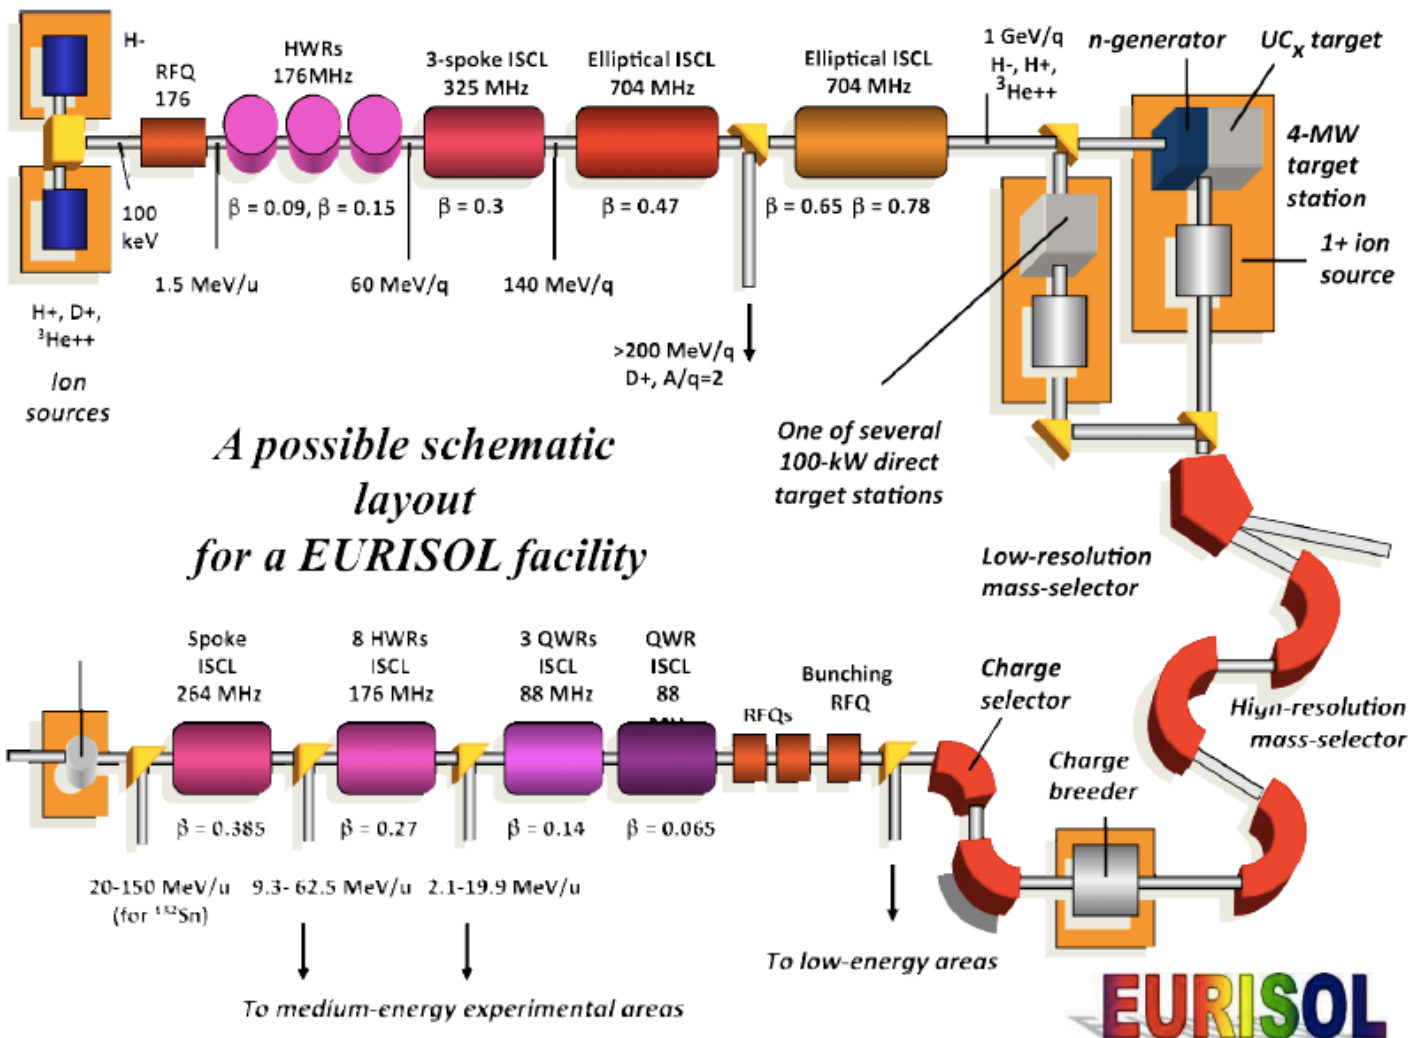 H-
RFQ
176
HWRs
176MHz
3-spoke ISCL
325 MHz
Elliptical ISCL
704 MHz
Elliptical ISCL
704 MHz
1 GeV/q
H-, H+,
³He++
n-generator
UCₓ target
4-MW
target
station
1+ ion
source
100
keV
β = 0.09, β = 0.15
β = 0.3
β = 0.47
β = 0.65 β = 0.78
1.5 MeV/u
60 MeV/q
140 MeV/q
H+, D+,
³He++
Ion
sources
>200 MeV/q
D+, A/q=2
One of several
100-kW direct
target stations
A possible schematic
layout
for a EURISOL facility
Low-resolution
mass-selector
High-resolution
mass-selector
Spoke
ISCL
264 MHz
8 HWRs
ISCL
176 MHz
3 QWRs
ISCL
88 MHz
QWR
ISCL
88
RFQs
Bunching
RFQ
Charge
selector
Charge
breeder
β = 0.385
β = 0.27
β = 0.14
β = 0.065
20-150 MeV/u
(for ¹³²Sn)
9.3- 62.5 MeV/u
2.1-19.9 MeV/u
To low-energy areas
To medium-energy experimental areas
EURISOL